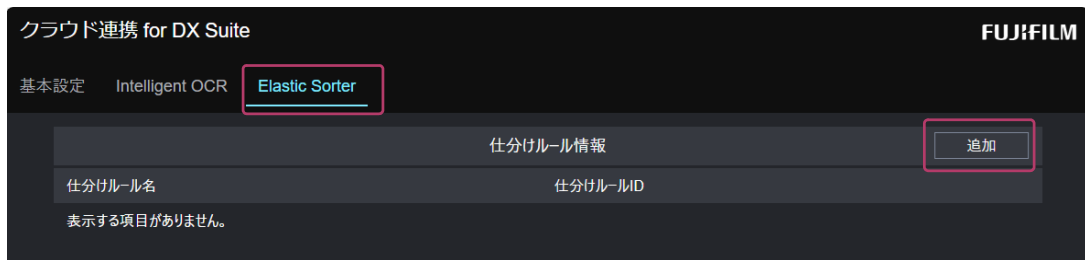 クラウド連携 for DX Suite
FUJIFILM
基本設定 Intelligent OCR Elastic Sorter
仕分けルール情報 追加
仕分けルール名 仕分けルールID
表示する項目がありません。